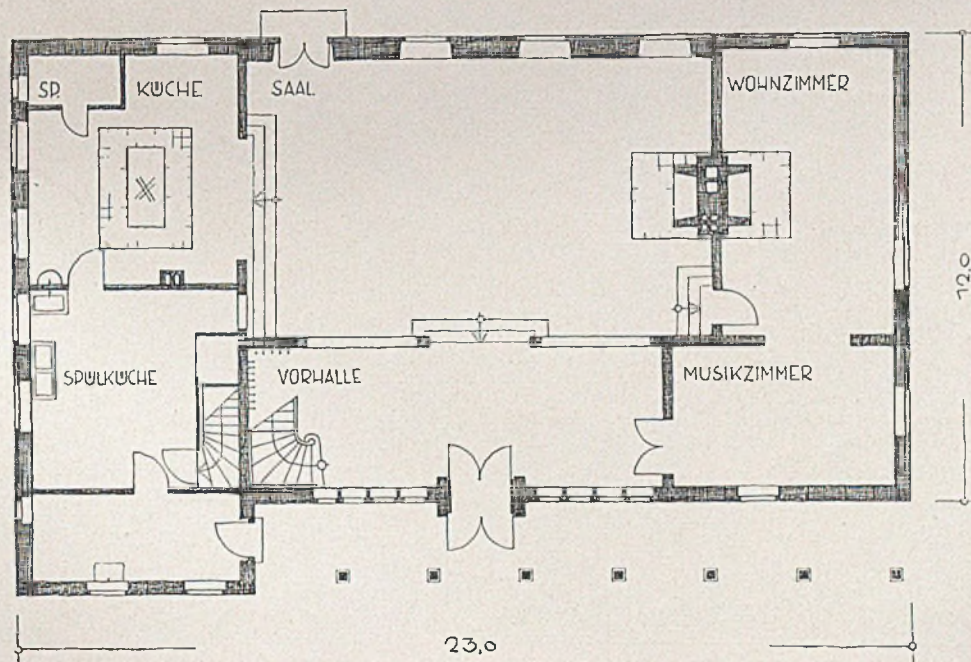 SP.
KÜCHE
SAAL
WOHNZIMMER
12,0
SPÜLKÜCHE
VORHALLE
MUSIKZIMMER
23,0